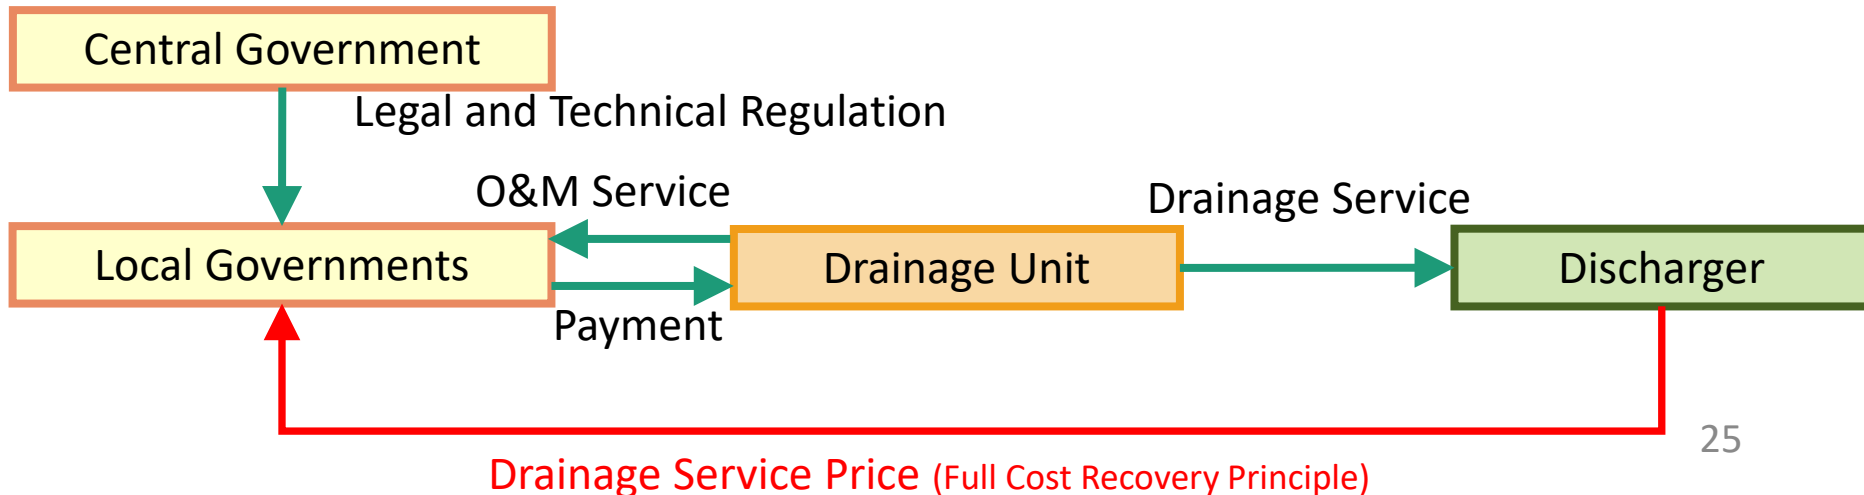 Central Government
Legal and Technical Regulation
O&M Service
Drainage Service
Local Governments
Drainage Unit
Discharger
Payment
25
Drainage Service Price (Full Cost Recovery Principle)